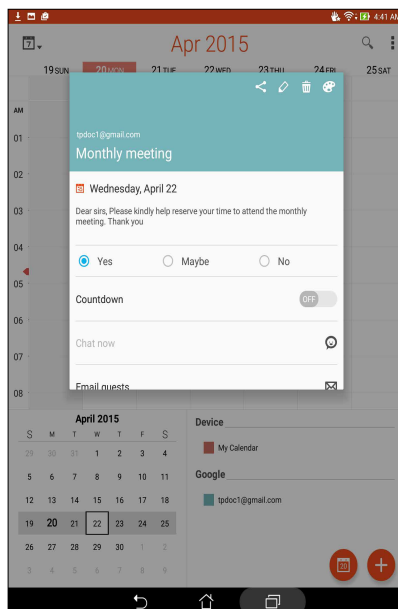 4:41 AM
7
Apr 2015
19 SUN 20 MON 21 TUE 22 WED 23 THU 24 FRI 25 SAT
AM
01
02
03
04
05
06
07
08
tpdoc1@gmail.com
Monthly meeting
Wednesday, April 22
Dear sirs, Please kindly help reserve your time to attend the monthly
meeting. Thank you
Yes Maybe No
Countdown OFF
Chat now
Email guests
April 2015
S M T W T F S
29 30 31 1 2 3 4
5 6 7 8 9 10 11
12 13 14 15 16 17 18
19 20 21 22 23 24 25
26 27 28 29 30 1 2
3 4 5 6 7 8 9
Device
My Calendar
Google
tpdoc1@gmail.com
20